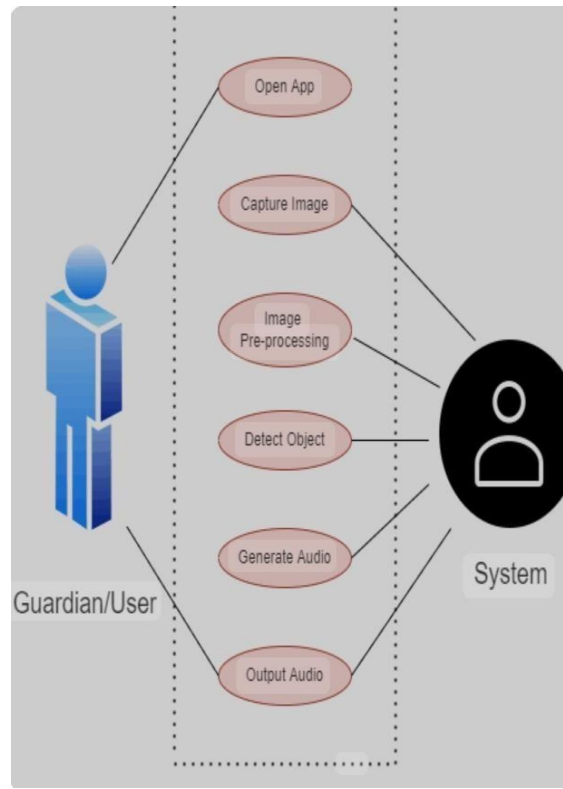 Open App
Capture Image
Image
Pre-processing
Detect Object
Generate Audio
System
Guardian/User
Output Audio